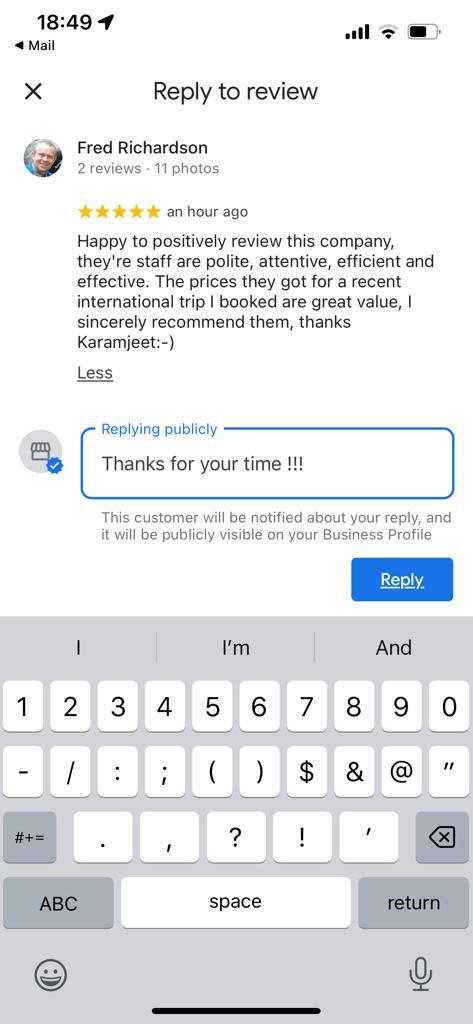 18:49
◀ Mail
Reply to review
Fred Richardson
2 reviews · 11 photos
an hour ago
Happy to positively review this company,
they're staff are polite, attentive, efficient and
effective. The prices they got for a recent
international trip I booked are great value, I
sincerely recommend them, thanks
Karamjeet:-)
Less
Replying publicly
Thanks for your time !!!
This customer will be notified about your reply, and
it will be publicly visible on your Business Profile
Reply
I I'm And
1 2 3 4 5 6 7 8 9 0
- / : ; ( ) $ & @ "
#+= . , ? ! '
ABC space return